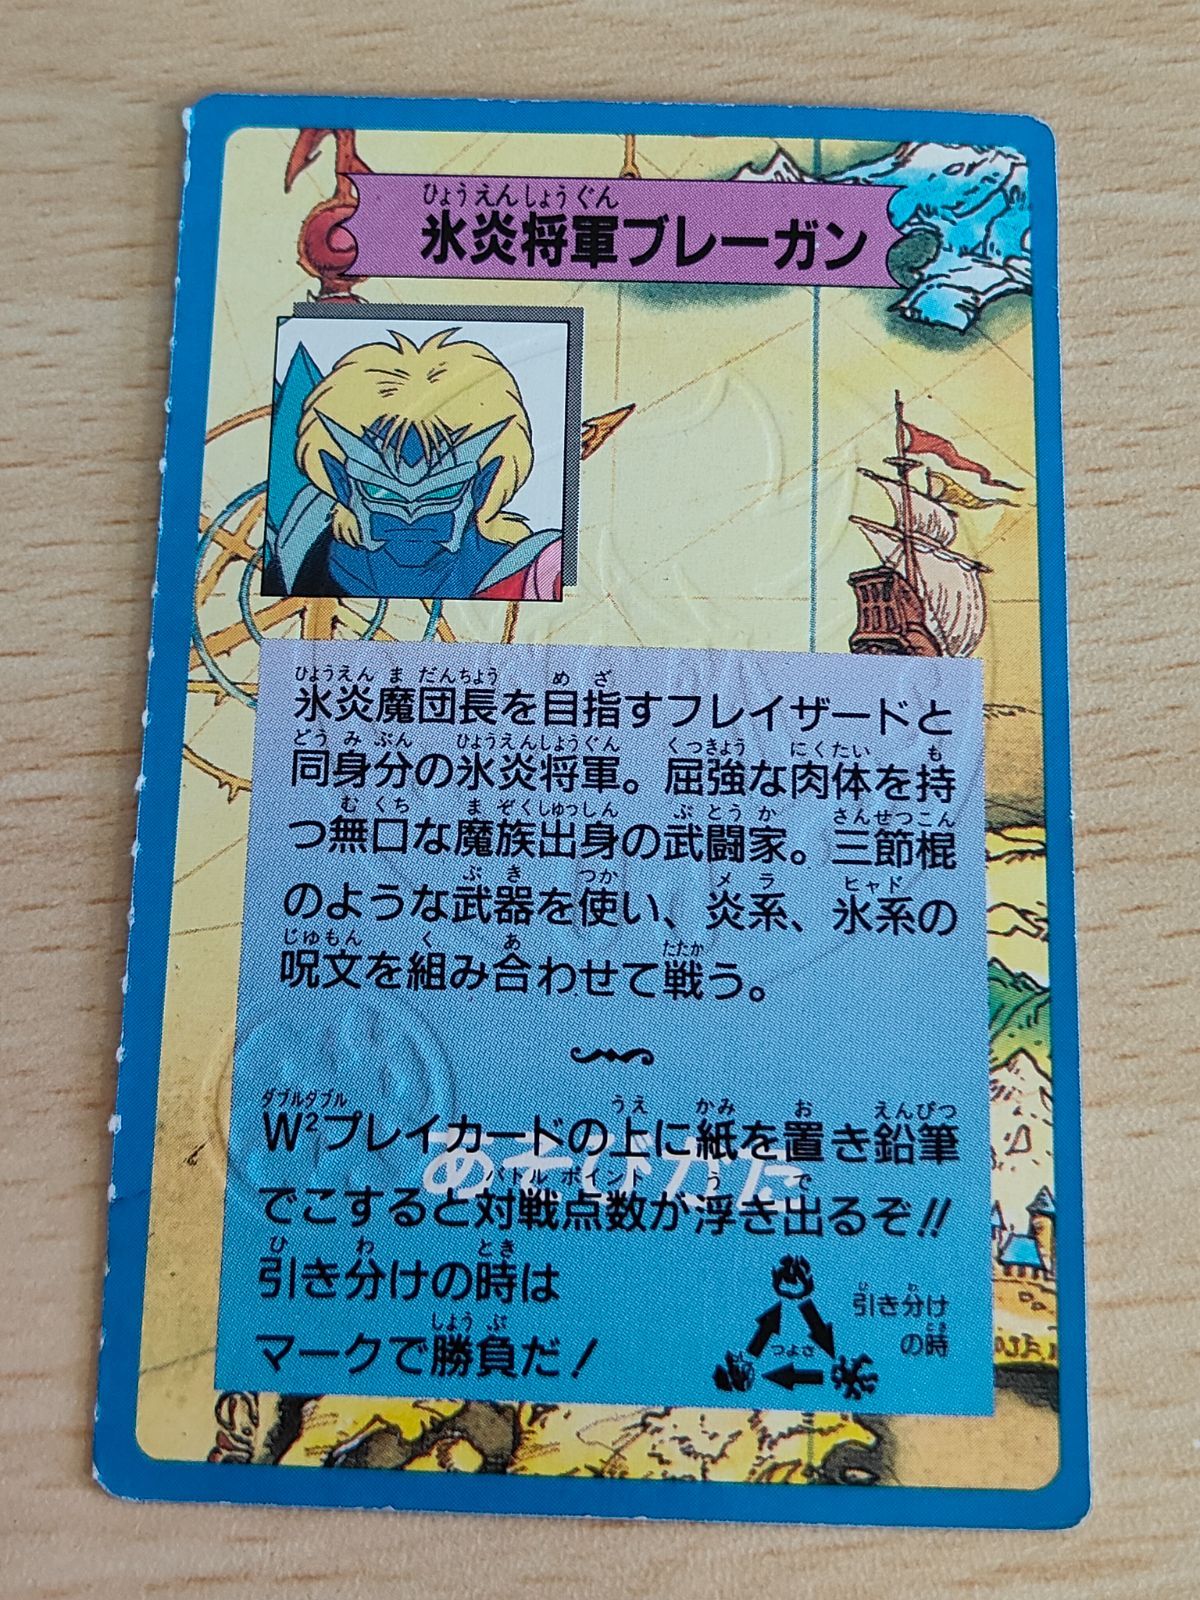 ひょうえんしょうぐん
氷炎将軍ブレーガン
ひょうえん ま だんちょう め ざ
氷炎魔団長を目指すフレイザードと
どうみぶん ひょうえんしょうぐん くっきょう にくたい も
同身分の氷炎将軍。屈強な肉体を持
むくち まぞくしゅっしん ぶとうか さんせつこん
つ無口な魔族出身の武闘家。三節棍
ぶき つか メラ ヒャド
のような武器を使い、炎系、氷系の
じゅもん く あ たたか
呪文を組み合わせて戦う。
ダブルダブル うえ かみ お えんぴつ
W²プレイカードの上に紙を置き鉛筆
あそびかた
バトル ポイント う で
でこすると対戦点数が浮き出るぞ!!
ひ わ とき
引き分けの時は
しょうぶ
マークで勝負だ!
つよさ
ひ わ
引き分け
とき
の時